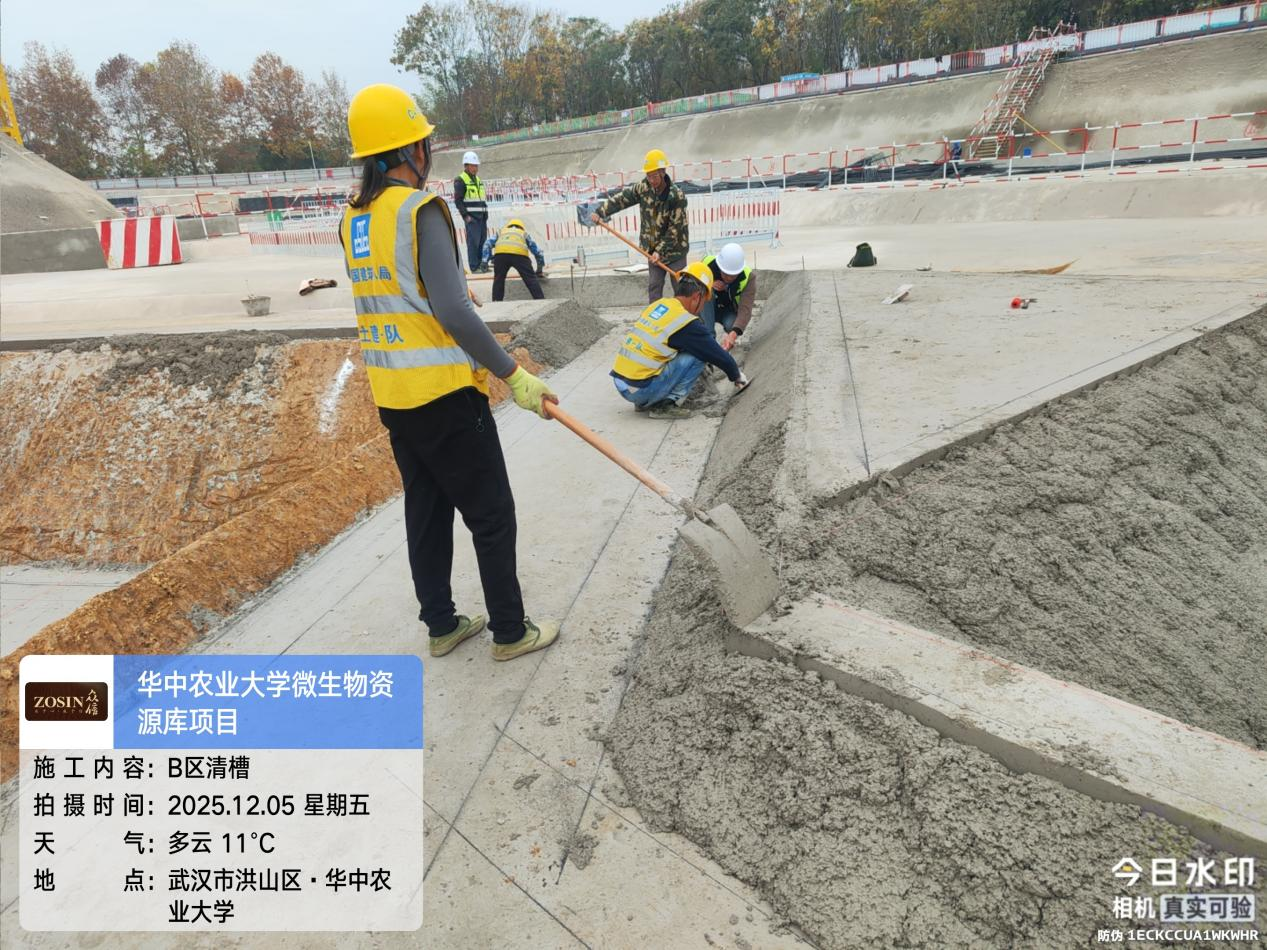 国建筑
土建一队
ZOSIN 众信
华中农业大学微生物资
源库项目
施工内容：B区清槽
拍摄时间：2025.12.05 星期五
天气：多云 11°C
地点：武汉市洪山区·华中农
业大学
今日水印
相机 真实可验
防伪 1ECKCCUA1WKWHR